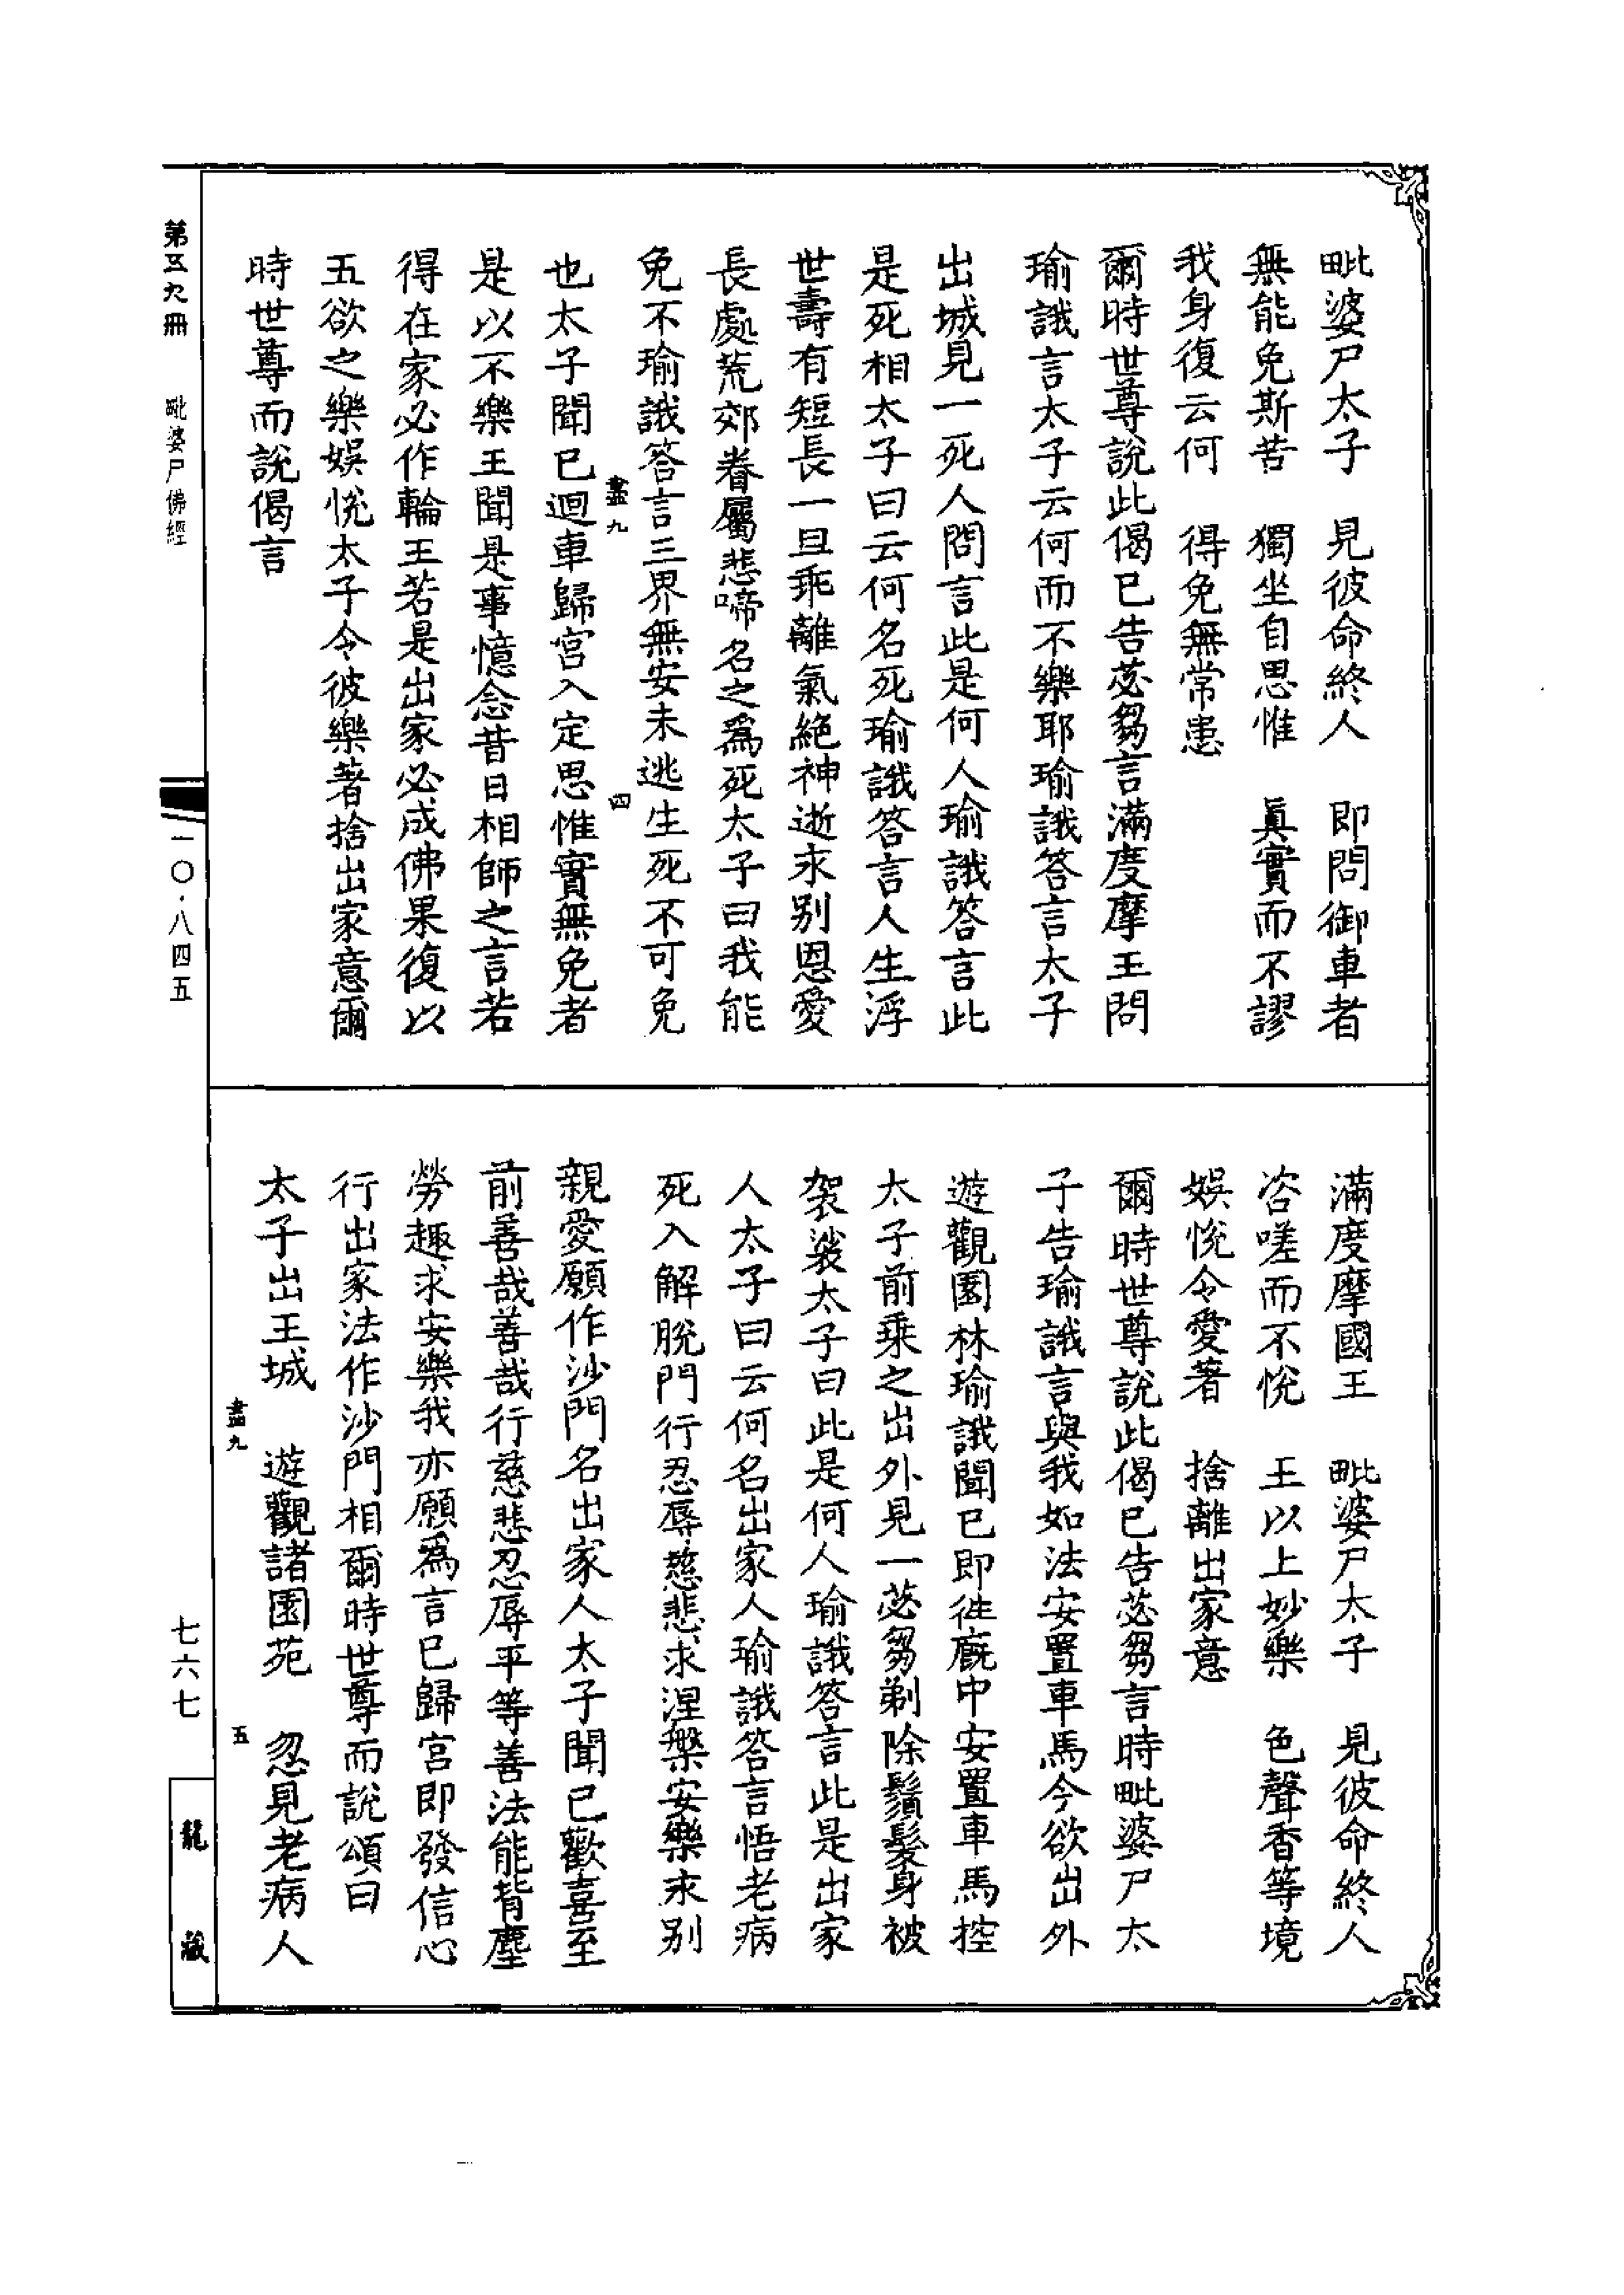 毗婆尸太子　見彼命終人　即問御車者
無能免斯苦　獨坐自思惟　眞實而不謬
我身復云何　得免無常患
爾時世尊說此偈已告苾芻言滿度摩王問
瑜誐言太子云何而不樂耶瑜誐答言太子
出城見一死人問言此是何人瑜誐答言此
是死相太子曰云何名死瑜誐答言人生浮
世壽有短長一旦乖離氣絕神逝求別恩愛
長處荒郊眷屬悲啼名之爲死太子曰我能
免不瑜誐答言三界無安未逃生死不可免
盡九　四
也太子聞已迴車歸宮入定思惟實無免者
是以不樂王聞是事憶念昔日相師之言若
得在家必作輪王若是出家必成佛果復以
五欲之樂娛悅太子令彼樂著捨出家意爾
時世尊而說偈言
滿度摩國王　毗婆尸太子　見彼命終人
咨嗟而不悅　王以上妙樂　色聲香等境
娛悅令愛著　捨離出家意
爾時世尊說此偈已告苾芻言時毗婆尸太
子告瑜誐言與我如法安置車馬今欲出外
遊觀園林瑜誐聞已即往廐中安置車馬控
太子前乘之出外見一苾芻剃除鬚髮身被
袈裟太子曰此是何人瑜誐答言此是出家
人太子曰云何名出家人瑜誐答言悟老病
死入解脫門行忍辱慈悲求涅槃安樂求別
親愛願作沙門名出家人太子聞已歡喜至
前善哉善哉行慈悲忍辱平等善法能背塵
勞趣求安樂我亦願爲言已歸宮即發信心
行出家法作沙門相爾時世尊而說頌曰
太子出王城　遊觀諸園苑　忽見老病人
盡九　五
第五九冊　毗婆尸佛經
一〇·八四五
七六七
龍藏